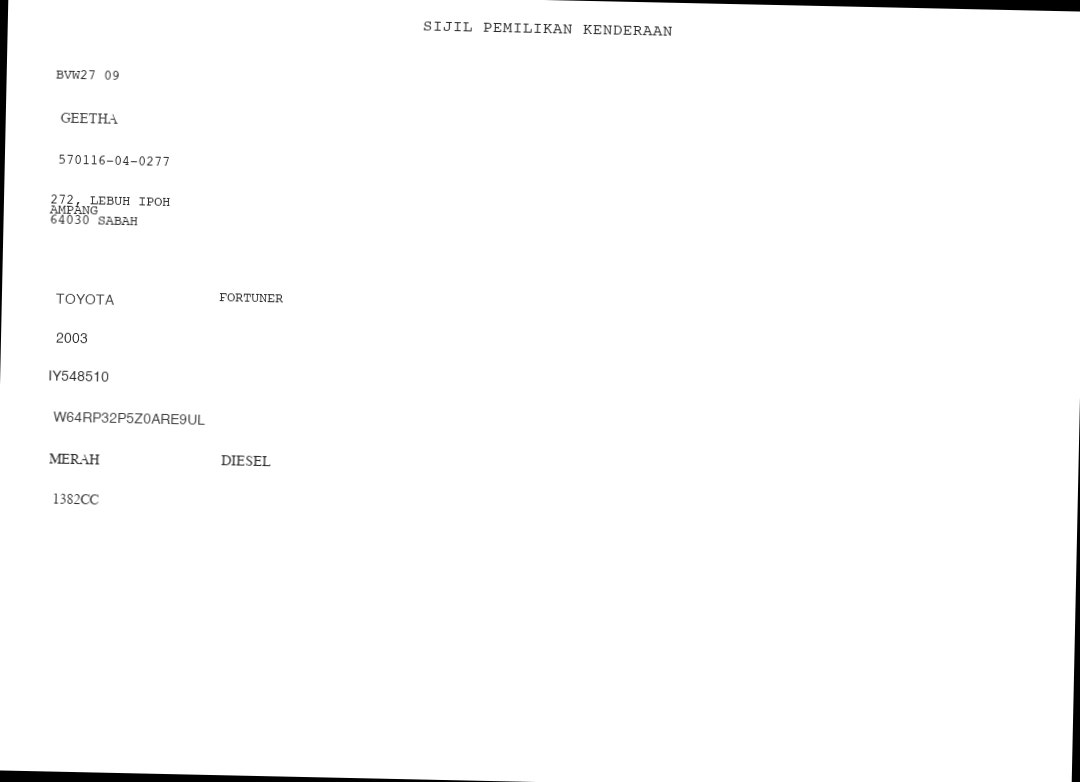 SIJIL PEMILIKAN KENDERAAN
BVW27 09
GEETHA
570116-04-0277
272, LEBUH IPOH
AMPANG
64030 SABAH
TOYOTA FORTUNER
2003
IY548510
W64RP32P5Z0ARE9UL
MERAH DIESEL
1382CC